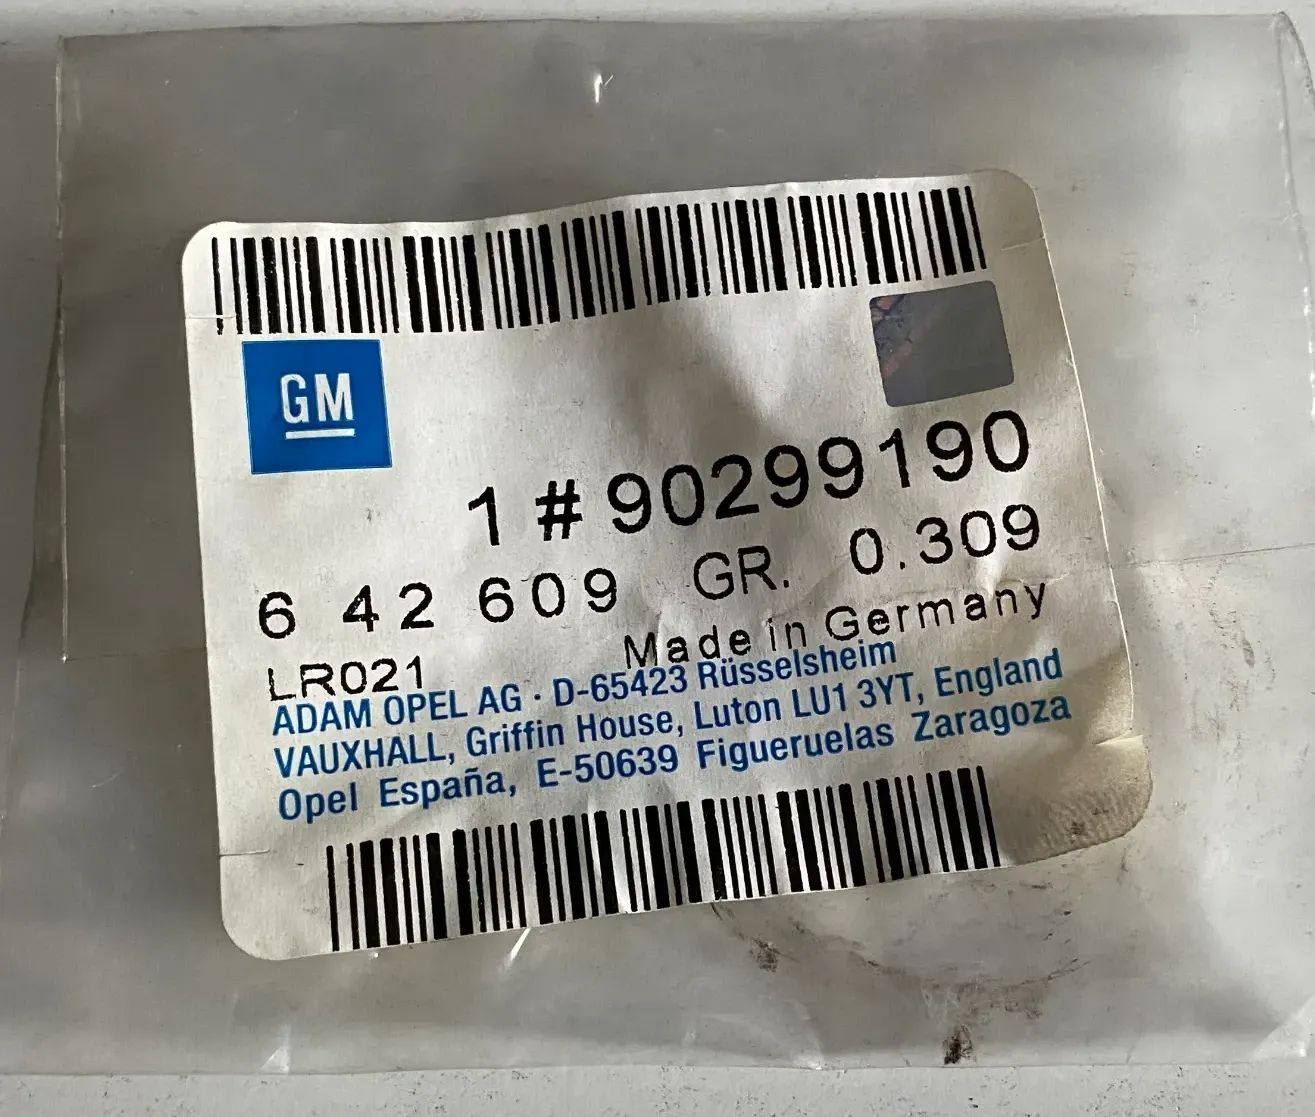 GM
1 # 90299190
6 42 609 GR. 0.309
LR021 Made in Germany
ADAM OPEL AG · D-65423 Rüsselsheim
VAUXHALL, Griffin House, Luton LU1 3YT, England
Opel España, E-50639 Figueruelas Zaragoza